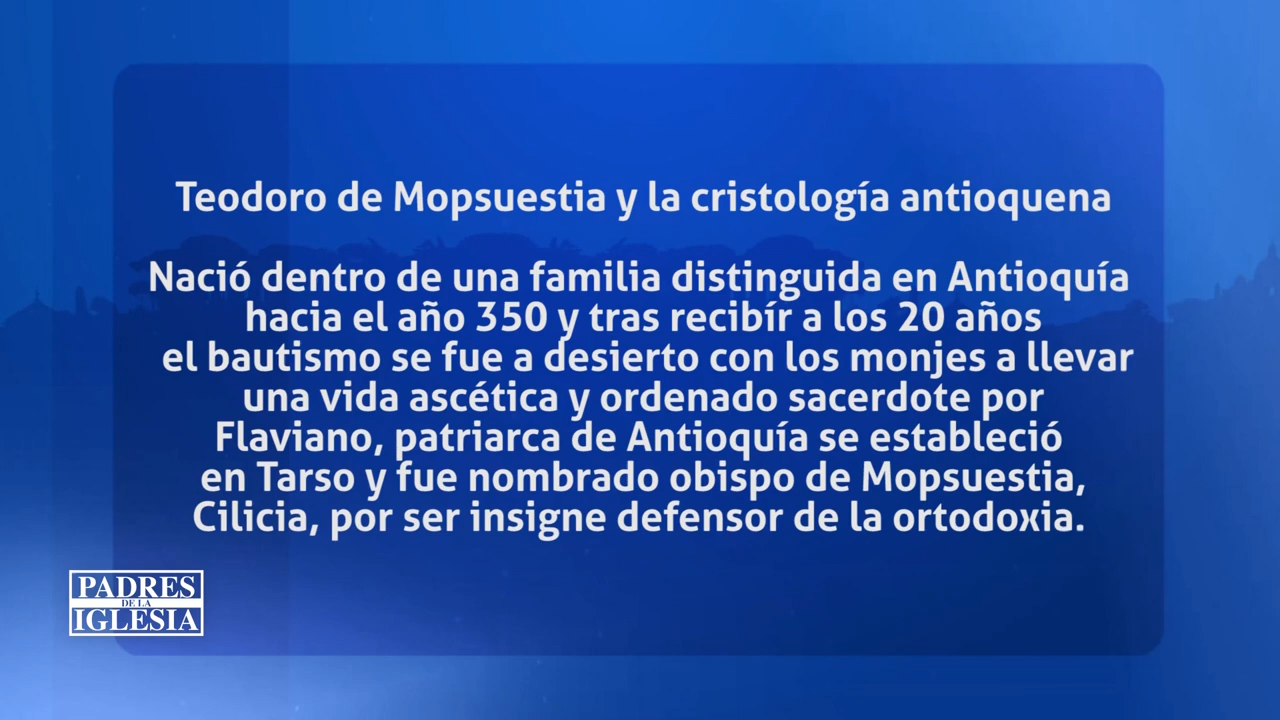 Teodoro de Mopsuestia y la cristología antioquena
Nació dentro de una familia distinguida en Antioquía
hacia el año 350 y tras recibír a los 20 años
el bautismo se fue a desierto con los monjes a llevar
una vida ascética y ordenado sacerdote por
Flaviano, patriarca de Antioquía se estableció
en Tarso y fue nombrado obispo de Mopsuestia,
Cilicia, por ser insigne defensor de la ortodoxia.
PADRES
DE LA
IGLESIA